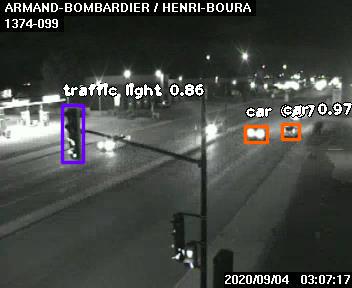 ARMAND-BOMBARDIER / HENRI-BOURA
1374-099
traffic light 0.86
car
0.97
2020/09/04 03:07:17